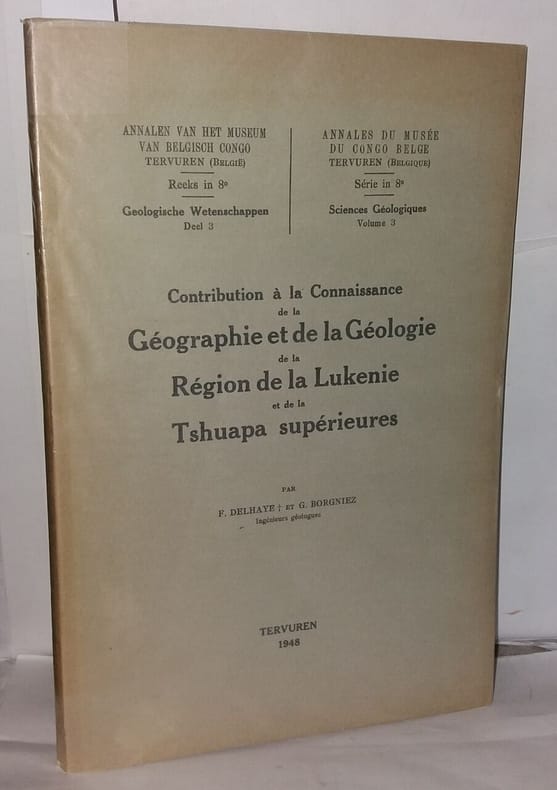 ANNALEN VAN HET MUSEUM
VAN BELGISCH CONGO
TERVUREN (BELGIË)
Reeks in 8º
Geologische Wetenschappen
Deel 3
ANNALES DU MUSÉE
DU CONGO BELGE
TERVUREN (BELGIQUE)
Série in 8º
Sciences Géologiques
Volume 3
Contribution à la Connaissance
de la
Géographie et de la Géologie
de la
Région de la Lukenie
et de la
Tshuapa supérieures
PAR
F. DELHAYE † ET G. BORGNIEZ
Ingénieurs géologues
TERVUREN
1948